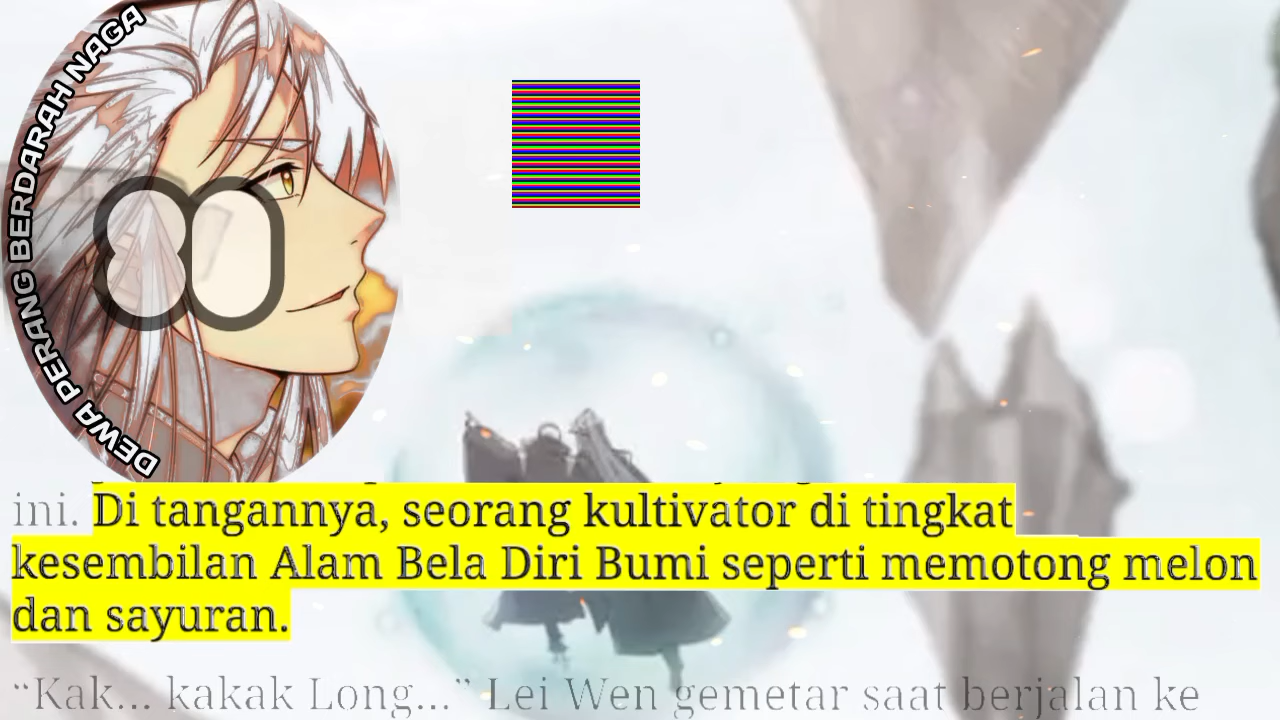 DEWA PERANG BERDARAH NAGA
80
ini. Di tangannya, seorang kultivator di tingkat
kesembilan Alam Bela Diri Bumi seperti memotong melon
dan sayuran.
“Kak... kakak Long...” Lei Wen gemetar saat berjalan ke